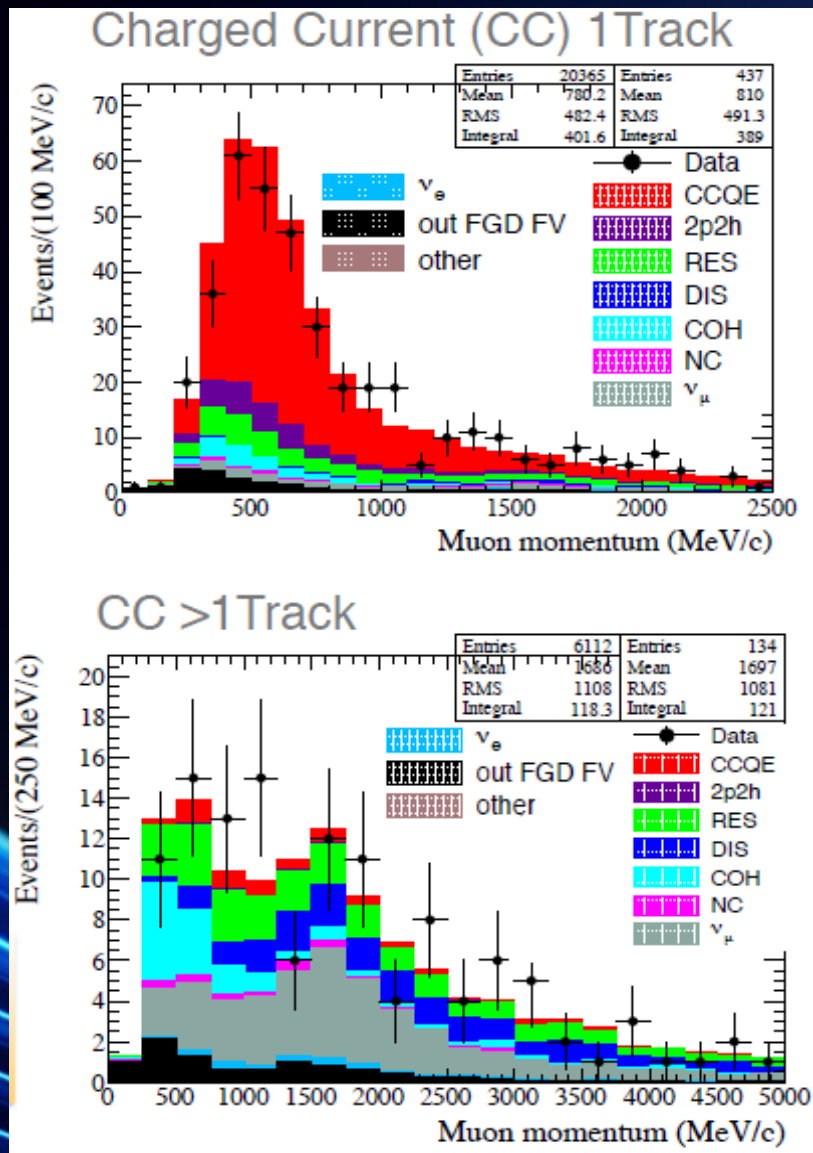 Charged Current (CC) 1Track
Entries 20365 Entries 437
Mean 780.2 Mean 810
RMS 482.4 RMS 491.3
Integral 401.6 Integral 389
Events/(100 MeV/c)
70
60
50
40
30
20
10
0
νe
out FGD FV
other
Data
CCQE
2p2h
RES
DIS
COH
NC
νμ
0 500 1000 1500 2000 2500
Muon momentum (MeV/c)
CC >1Track
Entries 6112 Entries 134
Mean 1686 Mean 1697
RMS 1108 RMS 1081
Integral 118.3 Integral 121
Events/(250 MeV/c)
20
18
16
14
12
10
8
6
4
2
0
νe
out FGD FV
other
Data
CCQE
2p2h
RES
DIS
COH
NC
νμ
0 500 1000 1500 2000 2500 3000 3500 4000 4500 5000
Muon momentum (MeV/c)